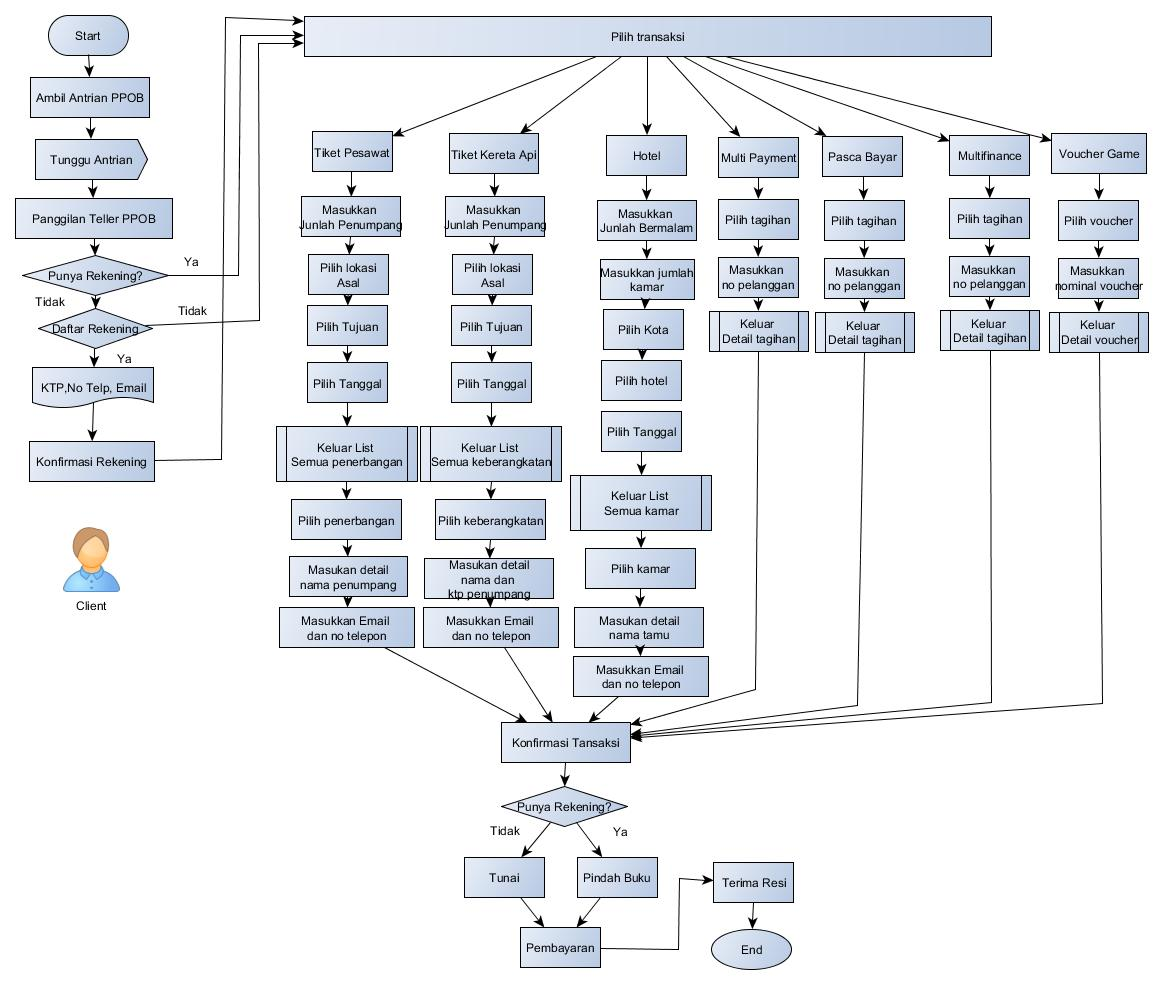 Start
Ambil Antrian PPOB
Tunggu Antrian
Panggilan Teller PPOB
Punya Rekening?
Ya
Tidak
Daftar Rekening
Tidak
Ya
KTP,No Telp, Email
Konfirmasi Rekening
Client
Pilih transaksi
Tiket Pesawat
Masukkan
Junlah Penumpang
Pilih lokasi
Asal
Pilih Tujuan
Pilih Tanggal
Keluar List
Semua penerbangan
Pilih penerbangan
Masukan detail
nama penumpang
Masukkan Email
dan no telepon
Tiket Kereta Api
Masukkan
Junlah Penumpang
Pilih lokasi
Asal
Pilih Tujuan
Pilih Tanggal
Keluar List
Semua keberangkatan
Pilih keberangkatan
Masukan detail
nama dan
ktp penumpang
Masukkan Email
dan no telepon
Hotel
Masukkan
Junlah Bermalam
Masukkan jumlah
kamar
Pilih Kota
Pilih hotel
Pilih Tanggal
Keluar List
Semua kamar
Pilih kamar
Masukan detail
nama tamu
Masukkan Email
dan no telepon
Multi Payment
Pilih tagihan
Masukkan
no pelanggan
Keluar
Detail tagihan
Pasca Bayar
Pilih tagihan
Masukkan
no pelanggan
Keluar
Detail tagihan
Multifinance
Pilih tagihan
Masukkan
no pelanggan
Keluar
Detail tagihan
Voucher Game
Pilih voucher
Masukkan
nominal voucher
Keluar
Detail voucher
Konfirmasi Tansaksi
Punya Rekening?
Tidak
Ya
Tunai
Pindah Buku
Pembayaran
Terima Resi
End